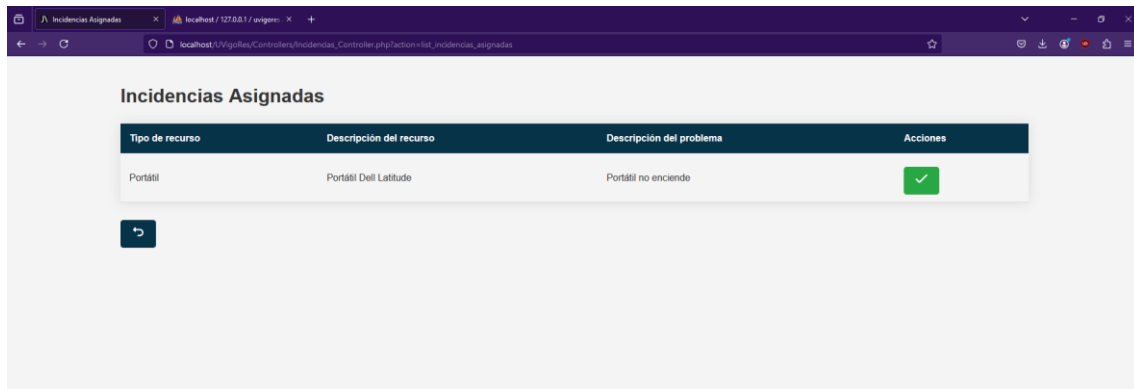 Incidencias Asignadas
localhost / 127.0.0.1 / uvigores
localhost/UVigoRes/Controllers/Incidencias_Controller.php?action=list_incidencias_asignadas
Incidencias Asignadas
Tipo de recurso Descripción del recurso Descripción del problema Acciones
Portátil Portátil Dell Latitude Portátil no enciende